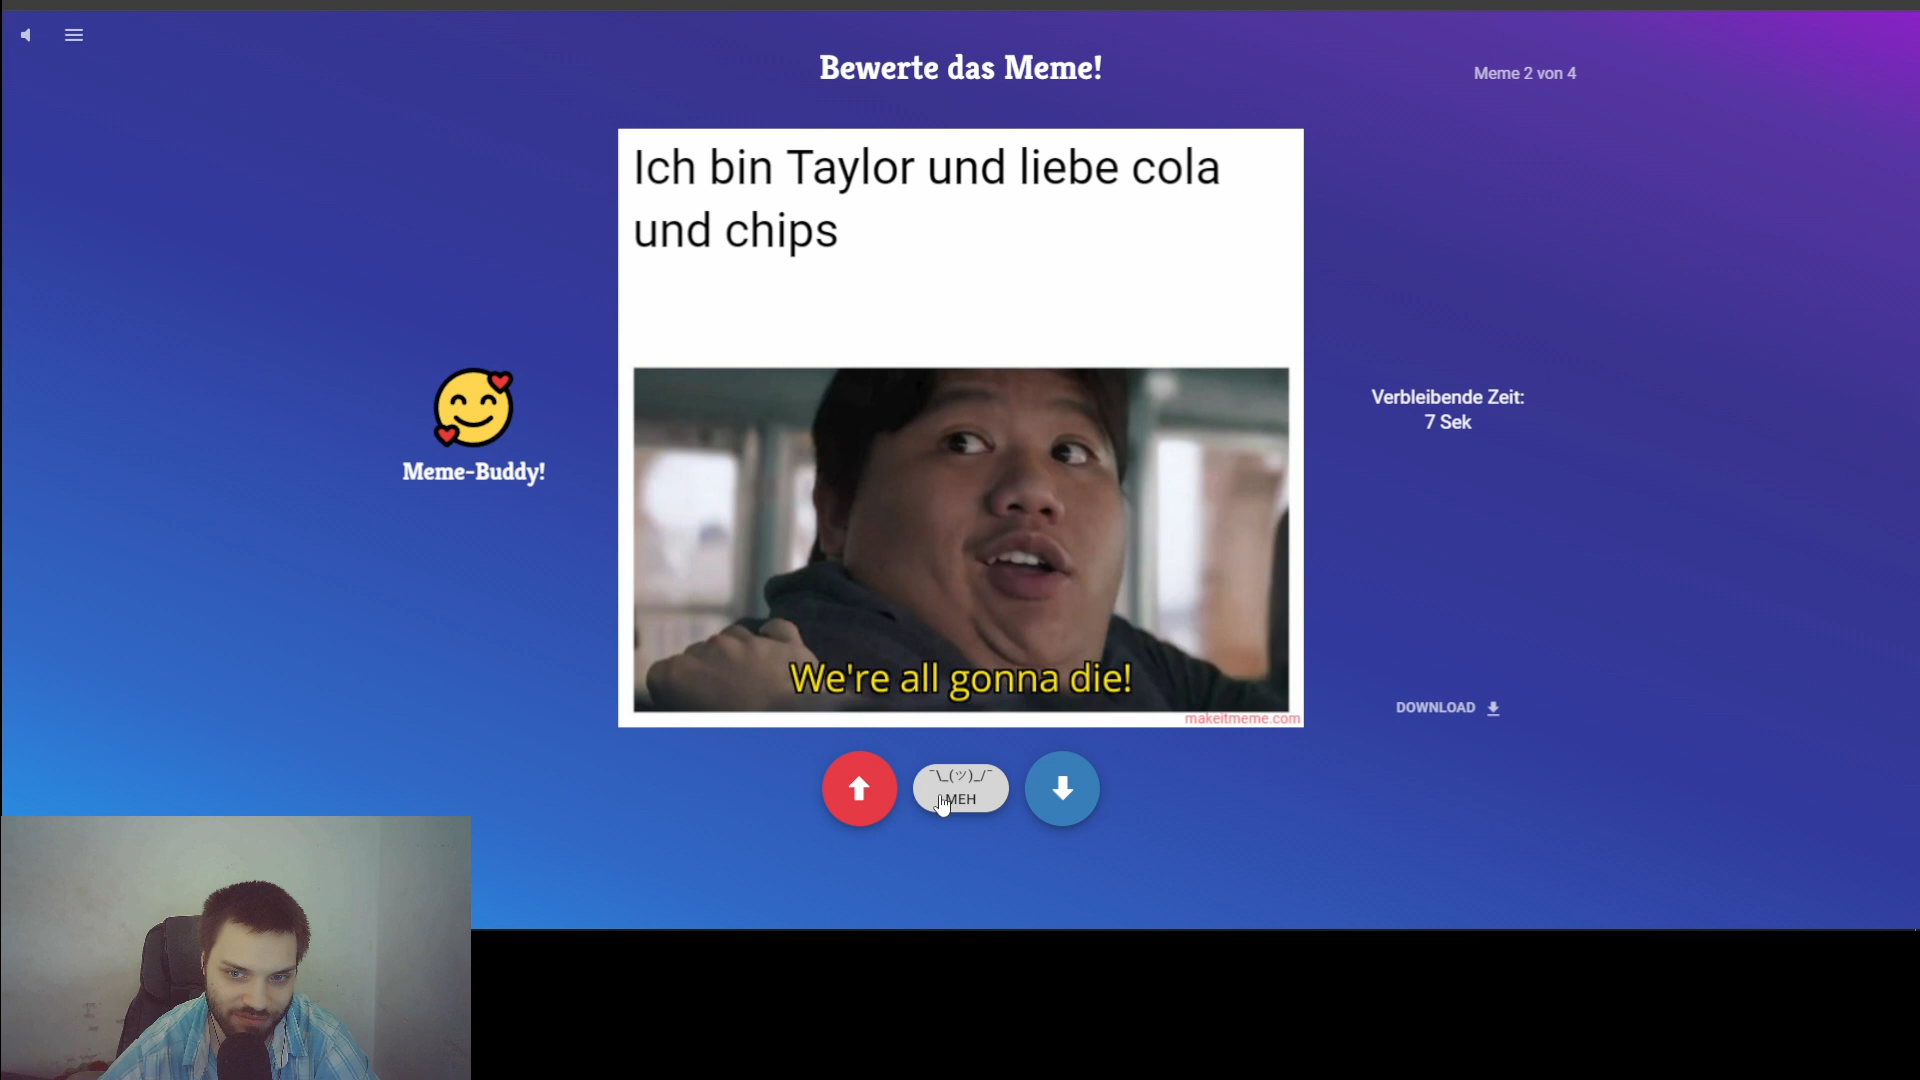 Bewerte das Meme!
Meme 2 von 4
Ich bin Taylor und liebe cola
und chips
Meme-Buddy!
Verbleibende Zeit:
7 Sek
We're all gonna die!
makeitmeme.com
DOWNLOAD
¯\_(ツ)_/¯
MEH